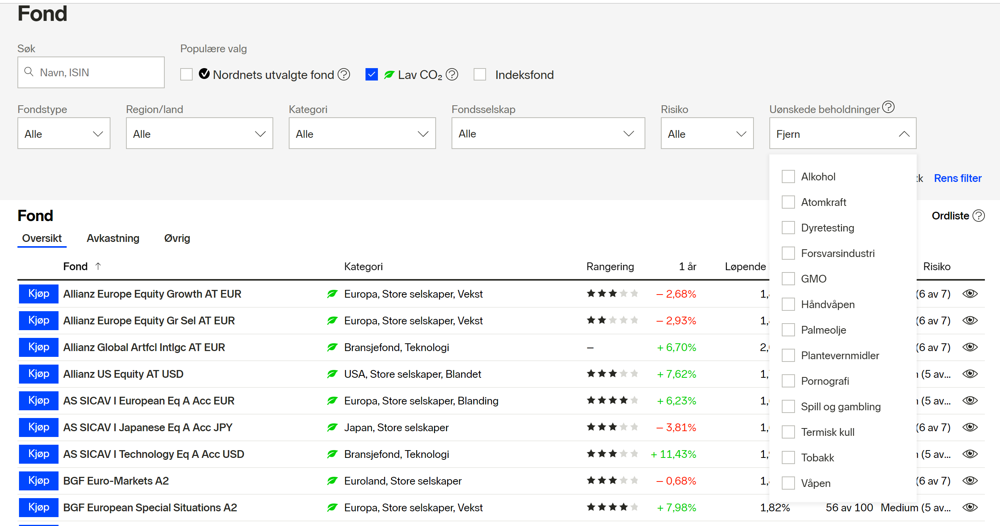 Fond
Søk
Populære valg
Navn, ISIN
Nordnets utvalgte fond ?
Lav CO₂ ?
Indeksfond
Fondstype
Region/land
Kategori
Fondsselskap
Risiko
Uønskede beholdninger ?
Alle
Alle
Alle
Alle
Alle
Fjern
Alkohol
Atomkraft
Dyretesting
Forsvarsindustri
GMO
Håndvåpen
Palmeolje
Plantevernmidler
Pornografi
Spill og gambling
Termisk kull
Tobakk
Våpen
Rens filter
Fond
Ordliste ?
Oversikt Avkastning Øvrig
Fond ↑ Kategori Rangering 1 år Løpende Risiko
Kjøp Allianz Europe Equity Growth AT EUR Europa, Store selskaper, Vekst – 2,68% 1, (6 av 7)
Kjøp Allianz Europe Equity Gr Sel AT EUR Europa, Store selskaper, Vekst – 2,93% 1, (6 av 7)
Kjøp Allianz Global Artfcl Intlgc AT EUR Bransjefond, Teknologi – + 6,70% 2, (6 av 7)
Kjøp Allianz US Equity AT USD USA, Store selskaper, Blandet + 7,62% 1, (5 av...
Kjøp AS SICAV I European Eq A Acc EUR Europa, Store selskaper, Blanding + 6,23% 1, (5 av...
Kjøp AS SICAV I Japanese Eq A Acc JPY Japan, Store selskaper – 3,81% 1, (6 av 7)
Kjøp AS SICAV I Technology Eq A Acc USD Bransjefond, Teknologi + 11,43% 1, (5 av...
Kjøp BGF Euro-Markets A2 Euroland, Store selskaper – 0,68% 1, (6 av 7)
Kjøp BGF European Special Situations A2 Europa, Store selskaper, Vekst + 7,98% 1,82% 56 av 100 Medium (5 av...